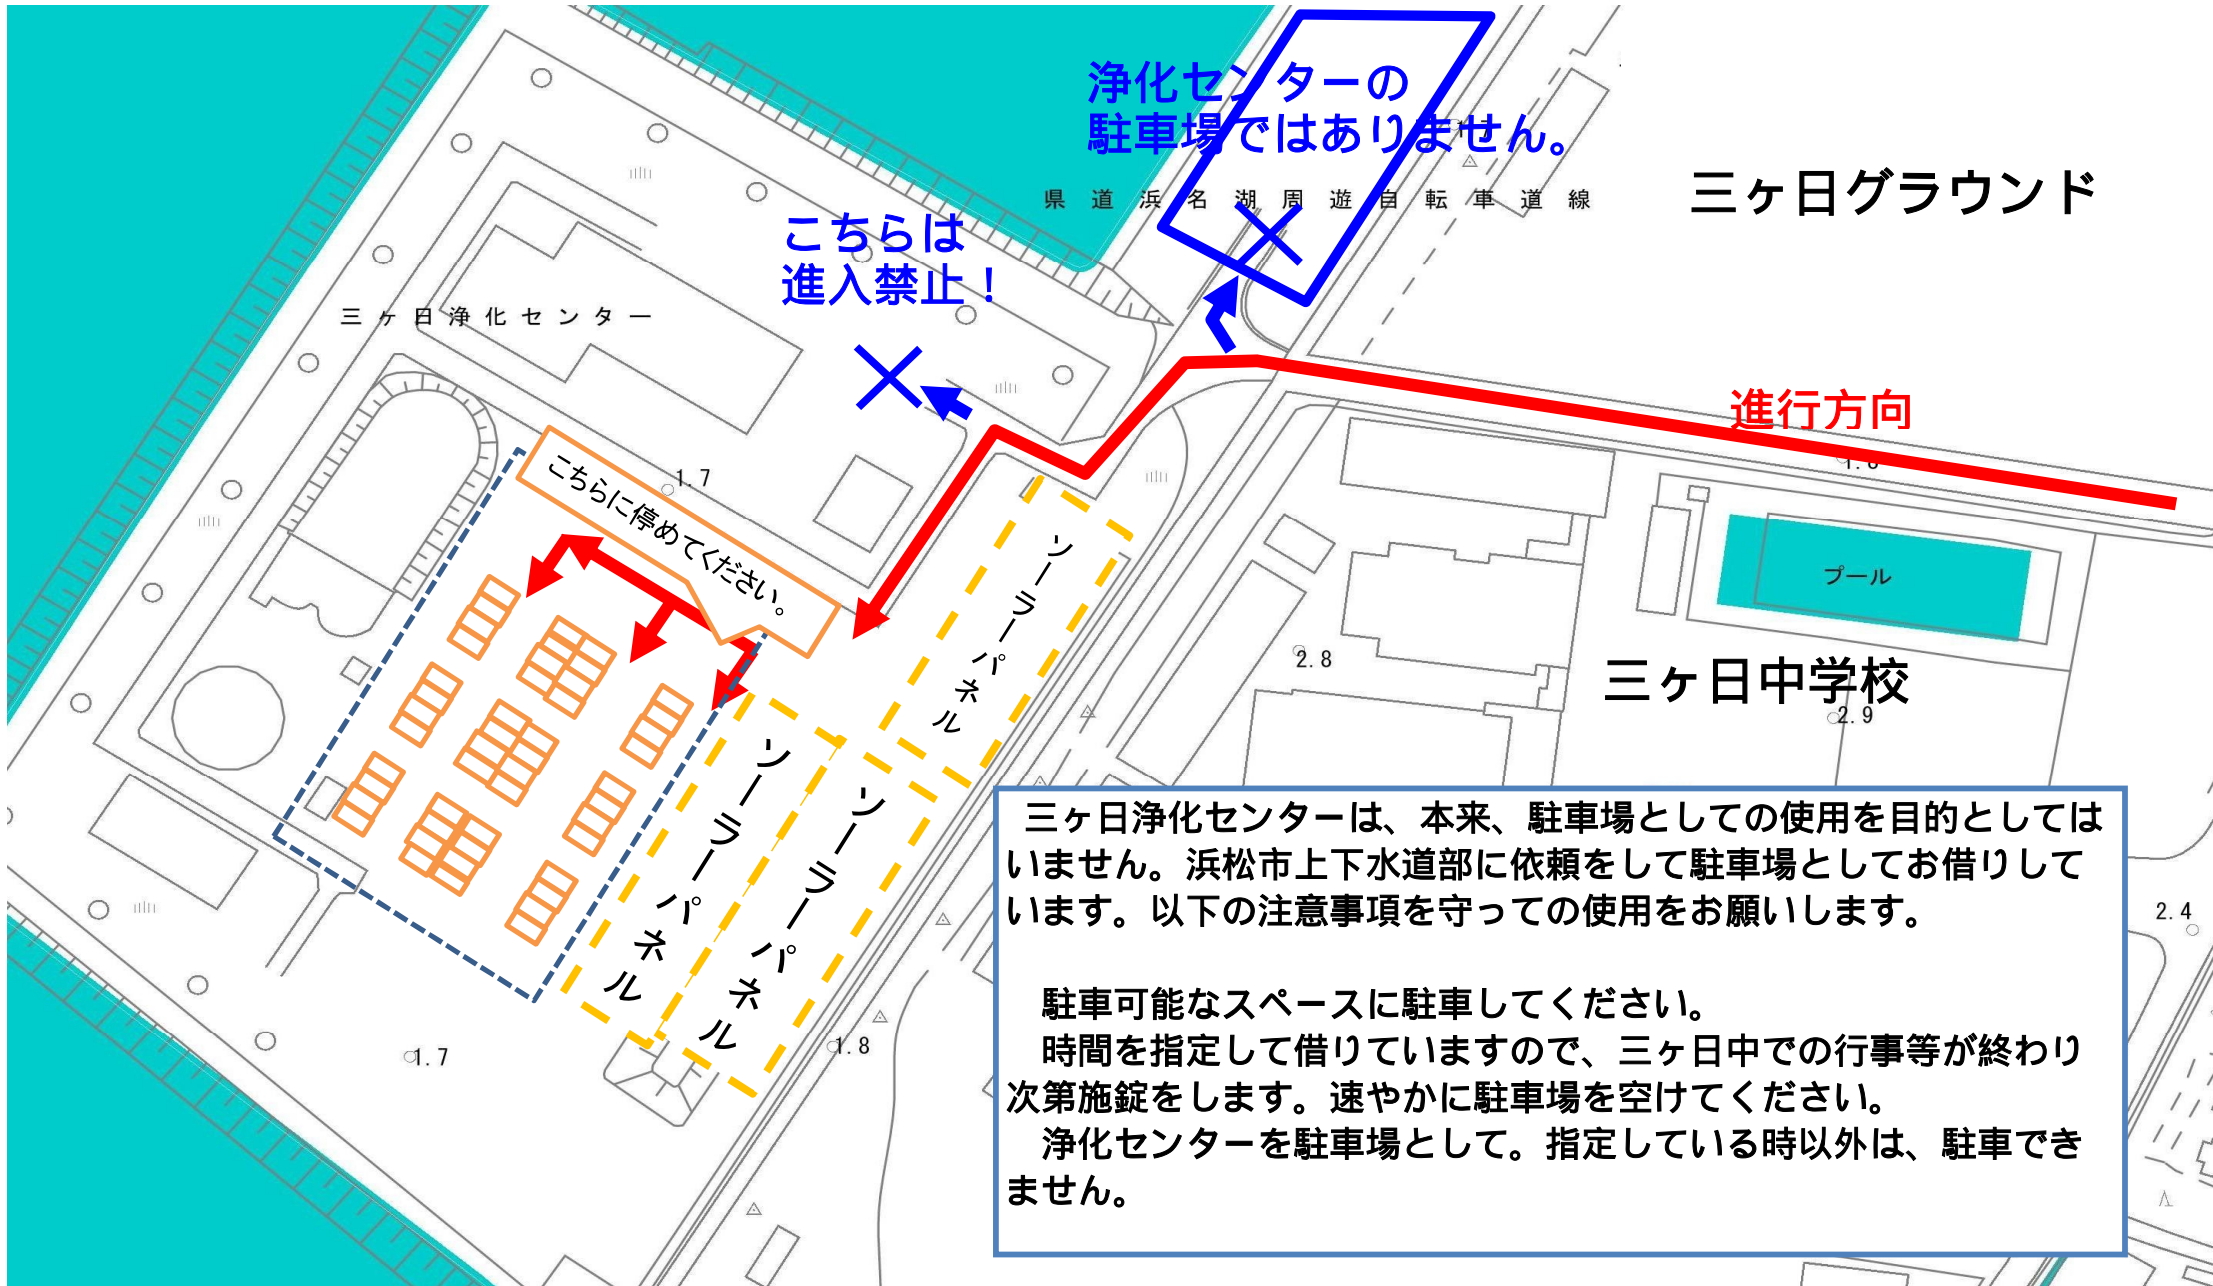 浄化センターの
駐車場ではありません。
県道浜名湖周遊自転車道線
三ヶ日グラウンド
こちらは
進入禁止！
三ヶ日浄化センター
進行方向
こちらに停めてください。
1.7
ソーラーパネル
プール
2.8
三ヶ日中学校
2.9
ソーラーパネル
ソーラーパネル
三ヶ日浄化センターは、本来、駐車場としての使用を目的としては
いません。浜松市上下水道部に依頼をして駐車場としてお借りして
います。以下の注意事項を守っての使用をお願いします。
駐車可能なスペースに駐車してください。
時間を指定して借りていますので、三ヶ日中での行事等が終わり
次第施錠をします。速やかに駐車場を空けてください。
浄化センターを駐車場として。指定している時以外は、駐車でき
ません。
2.4
1.7
1.8